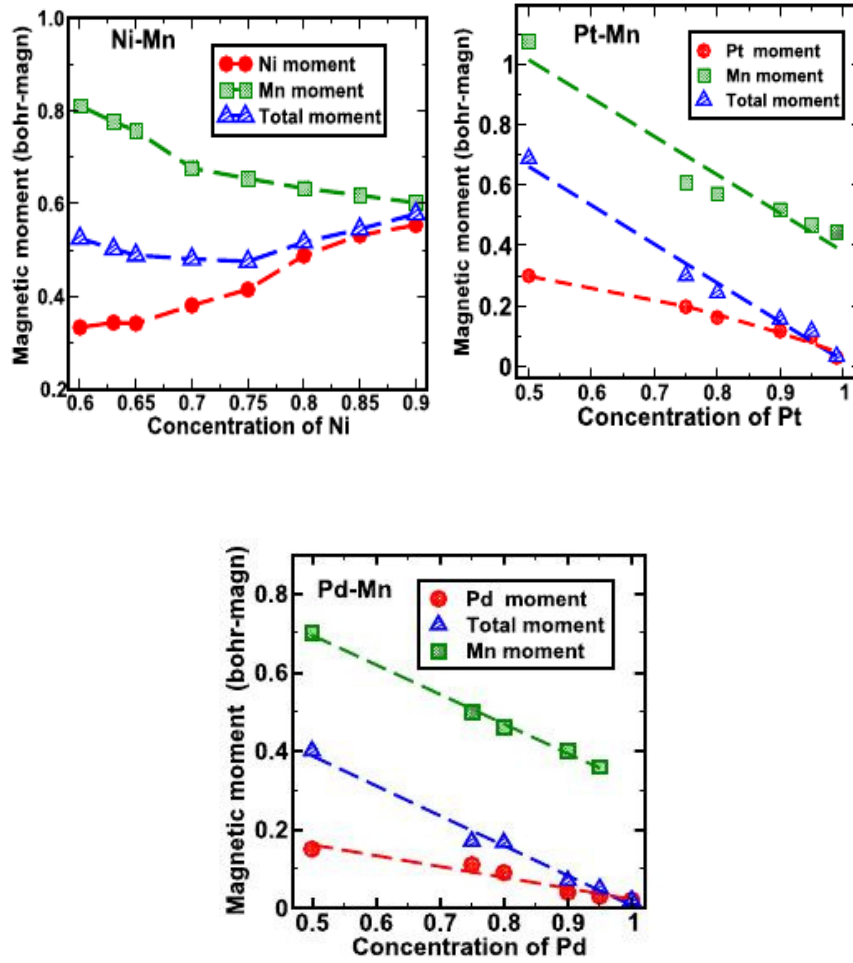 Ni-Mn
Ni moment
Mn moment
Total moment
Magnetic moment (bohr-magn)
1.0
0.8
0.6
0.4
0.2
0.6 0.65 0.7 0.75 0.8 0.85 0.9
Concentration of Ni
Pt-Mn
Pt moment
Mn moment
Total moment
Magnetic moment (bohr-magn)
1
0.8
0.6
0.4
0.2
0
0.5 0.6 0.7 0.8 0.9 1
Concentration of Pt
Pd-Mn
Pd moment
Total moment
Mn moment
Magnetic moment (bohr-magn)
0.8
0.6
0.4
0.2
0
0.5 0.6 0.7 0.8 0.9 1
Concentration of Pd